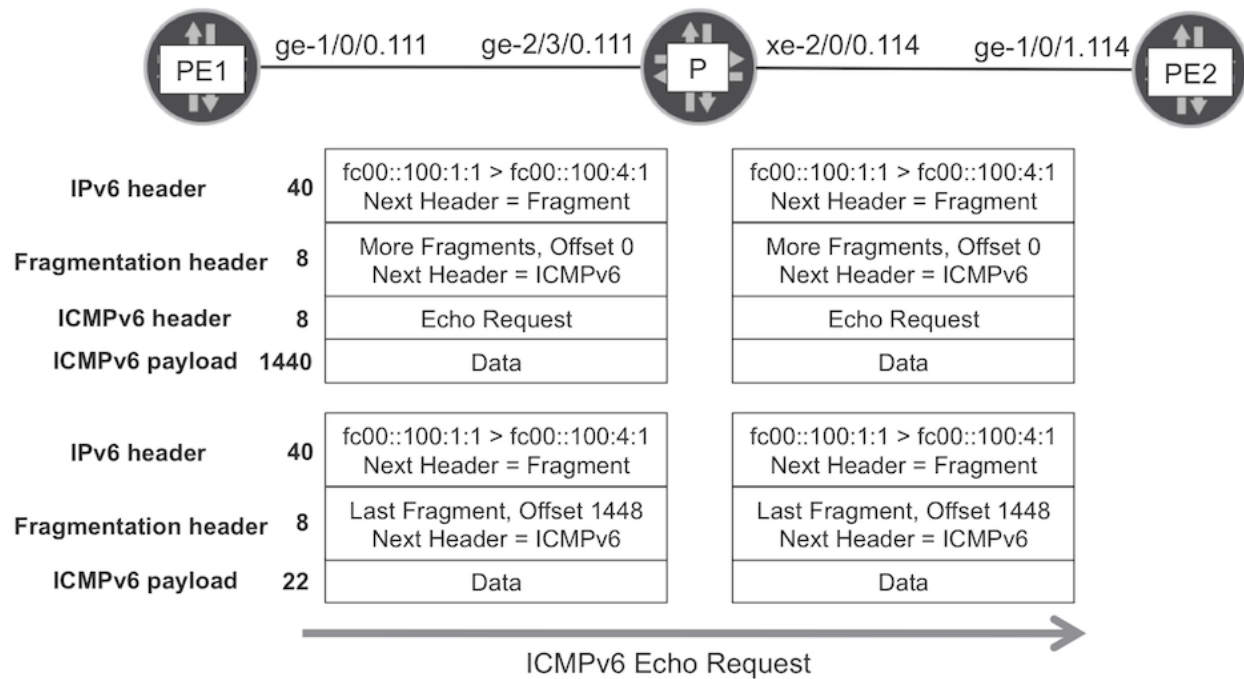 PE1
ge-1/0/0.111
ge-2/3/0.111
P
xe-2/0/0.114
ge-1/0/1.114
PE2
IPv6 header 40
fc00::100:1:1 > fc00::100:4:1
Next Header = Fragment
fc00::100:1:1 > fc00::100:4:1
Next Header = Fragment
Fragmentation header 8
More Fragments, Offset 0
Next Header = ICMPv6
More Fragments, Offset 0
Next Header = ICMPv6
ICMPv6 header 8
Echo Request
Echo Request
ICMPv6 payload 1440
Data
Data
IPv6 header 40
fc00::100:1:1 > fc00::100:4:1
Next Header = Fragment
fc00::100:1:1 > fc00::100:4:1
Next Header = Fragment
Fragmentation header 8
Last Fragment, Offset 1448
Next Header = ICMPv6
Last Fragment, Offset 1448
Next Header = ICMPv6
ICMPv6 payload 22
Data
Data
ICMPv6 Echo Request